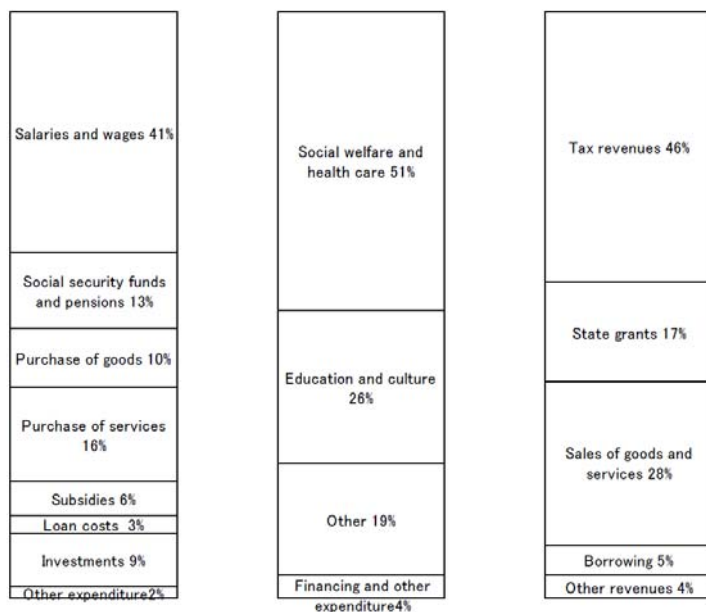 Salaries and wages 41%
Social security funds
and pensions 13%
Purchase of goods 10%
Purchase of services
16%
Subsidies 6%
Loan costs 3%
Investments 9%
Other expenditure2%
Social welfare and
health care 51%
Education and culture
26%
Other 19%
Financing and other
expenditure4%
Tax revenues 46%
State grants 17%
Sales of goods and
services 28%
Borrowing 5%
Other revenues 4%